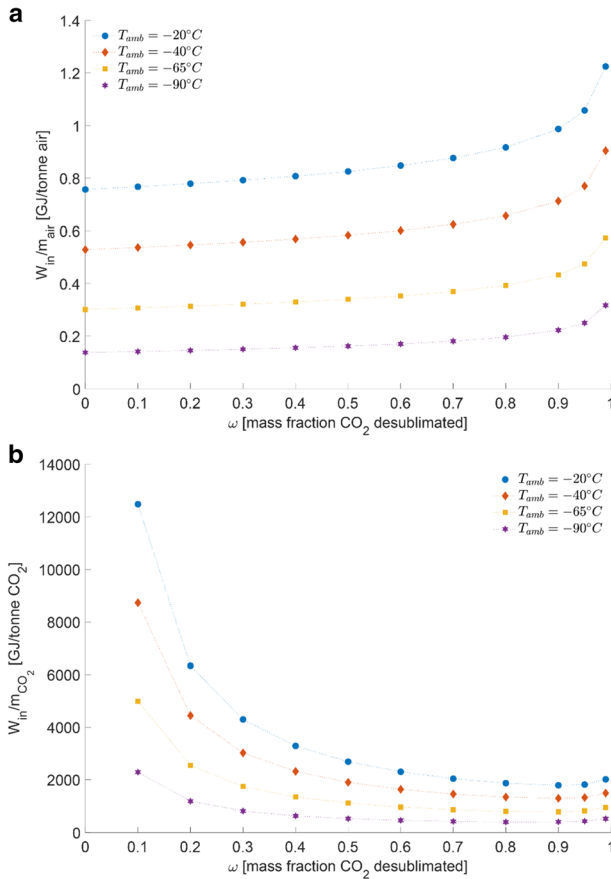 a
T_amb = −20°C
T_amb = −40°C
T_amb = −65°C
T_amb = −90°C
W_in/m_air [GJ/tonne air]
1.4
1.2
1
0.8
0.6
0.4
0.2
0
0 0.1 0.2 0.3 0.4 0.5 0.6 0.7 0.8 0.9 1
ω [mass fraction CO₂ desublimated]
b
T_amb = −20°C
T_amb = −40°C
T_amb = −65°C
T_amb = −90°C
W_in/m_CO₂ [GJ/tonne CO₂]
14000
12000
10000
8000
6000
4000
2000
0
0 0.1 0.2 0.3 0.4 0.5 0.6 0.7 0.8 0.9 1
ω [mass fraction CO₂ desublimated]